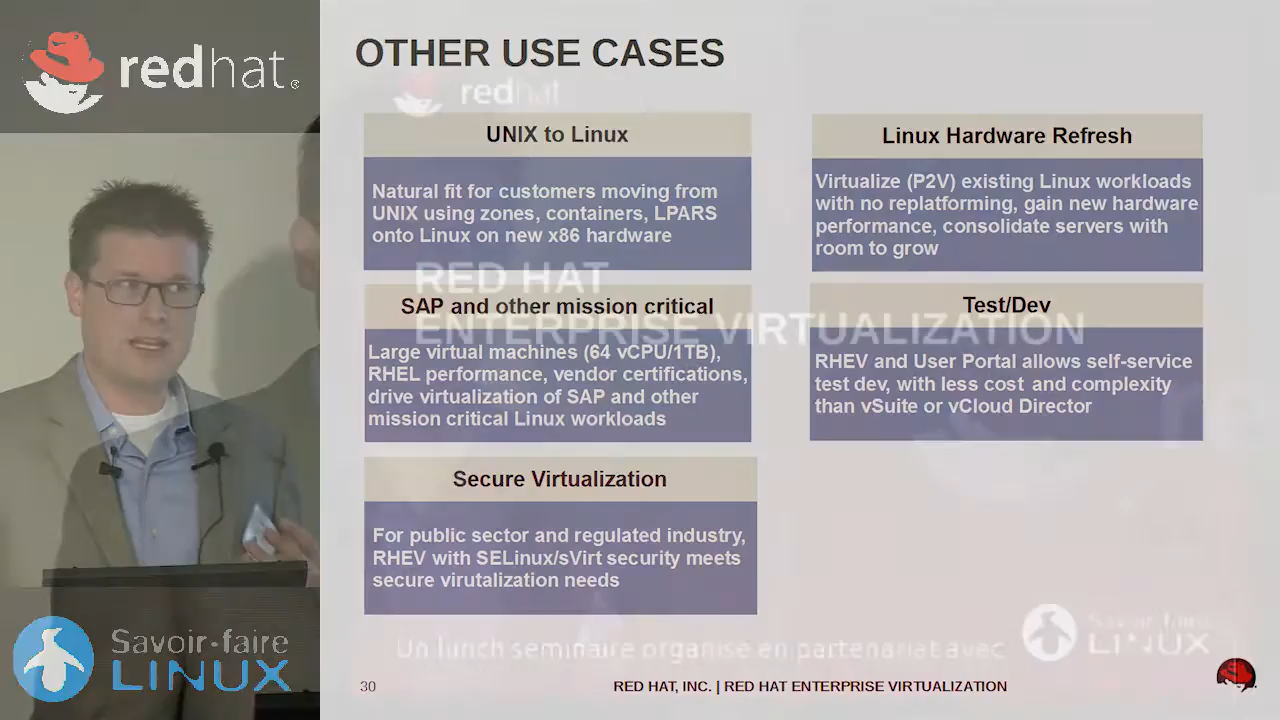 redhat®
OTHER USE CASES
redhat
UNIX to Linux
Natural fit for customers moving from
UNIX using zones, containers, LPARS
onto Linux on new x86 hardware
Linux Hardware Refresh
Virtualize (P2V) existing Linux workloads
with no replatforming, gain new hardware
performance, consolidate servers with
room to grow
RED HAT
ENTERPRISE VIRTUALIZATION
SAP and other mission critical
Large virtual machines (64 vCPU/1TB),
RHEL performance, vendor certifications,
drive virtualization of SAP and other
mission critical Linux workloads
Test/Dev
RHEV and User Portal allows self-service
test dev, with less cost and complexity
than vSuite or vCloud Director
Secure Virtualization
For public sector and regulated industry,
RHEV with SELinux/sVirt security meets
secure virutalization needs
Un lunch seminaire organise en partenariat avec
Savoir-faire
LINUX
Savoir-faire
LINUX
30
RED HAT, INC. | RED HAT ENTERPRISE VIRTUALIZATION